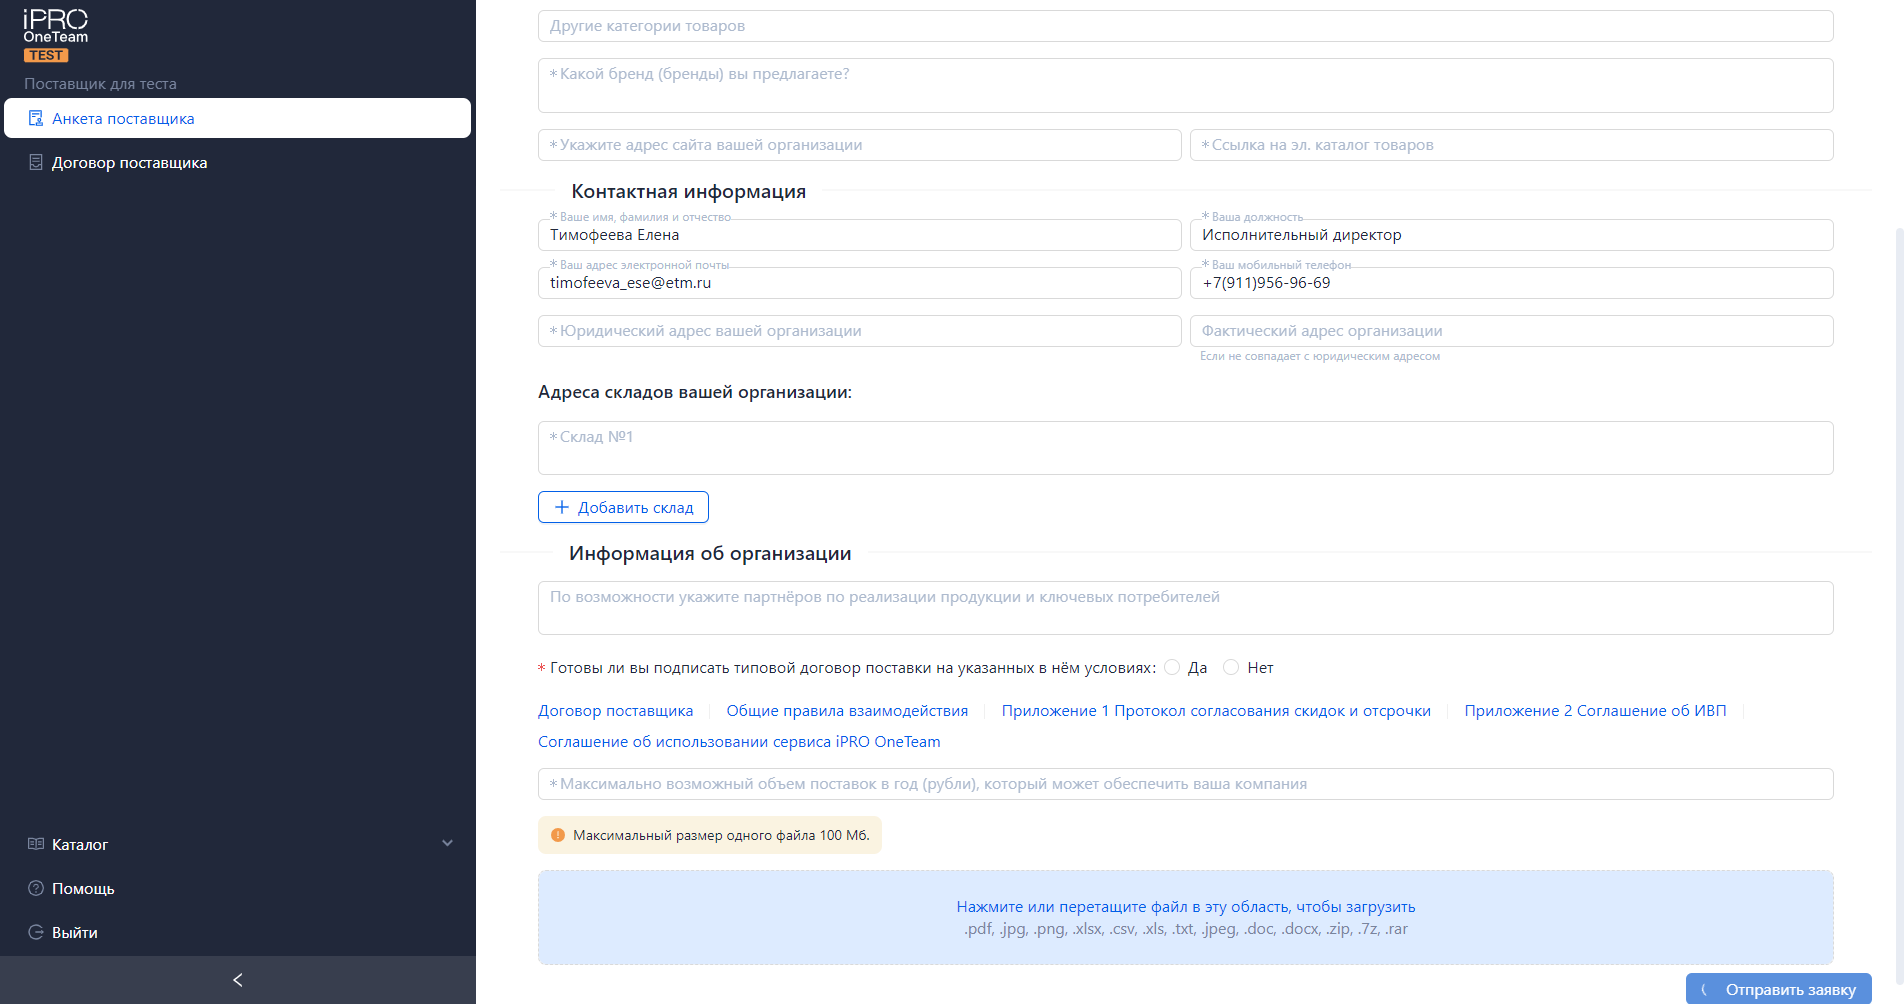 iPRO
OneTeam
TEST
Поставщик для теста
Анкета поставщика
Договор поставщика
Каталог
Помощь
Выйти
Другие категории товаров
* Какой бренд (бренды) вы предлагаете?
* Укажите адрес сайта вашей организации
* Ссылка на эл. каталог товаров
Контактная информация
* Ваше имя, фамилия и отчество
Тимофеева Елена
* Ваша должность
Исполнительный директор
* Ваш адрес электронной почты
timofeeva_ese@etm.ru
* Ваш мобильный телефон
+7(911)956-96-69
* Юридический адрес вашей организации
Фактический адрес организации
Если не совпадает с юридическим адресом
Адреса складов вашей организации:
* Склад №1
+ Добавить склад
Информация об организации
По возможности укажите партнёров по реализации продукции и ключевых потребителей
* Готовы ли вы подписать типовой договор поставки на указанных в нём условиях: Да Нет
Договор поставщика Общие правила взаимодействия Приложение 1 Протокол согласования скидок и отсрочки Приложение 2 Соглашение об ИВП
Соглашение об использовании сервиса iPRO OneTeam
* Максимально возможный объем поставок в год (рубли), который может обеспечить ваша компания
Максимальный размер одного файла 100 Мб.
Нажмите или перетащите файл в эту область, чтобы загрузить
.pdf, .jpg, .png, .xlsx, .csv, .xls, .txt, .jpeg, .doc, .docx, .zip, .7z, .rar
Отправить заявку